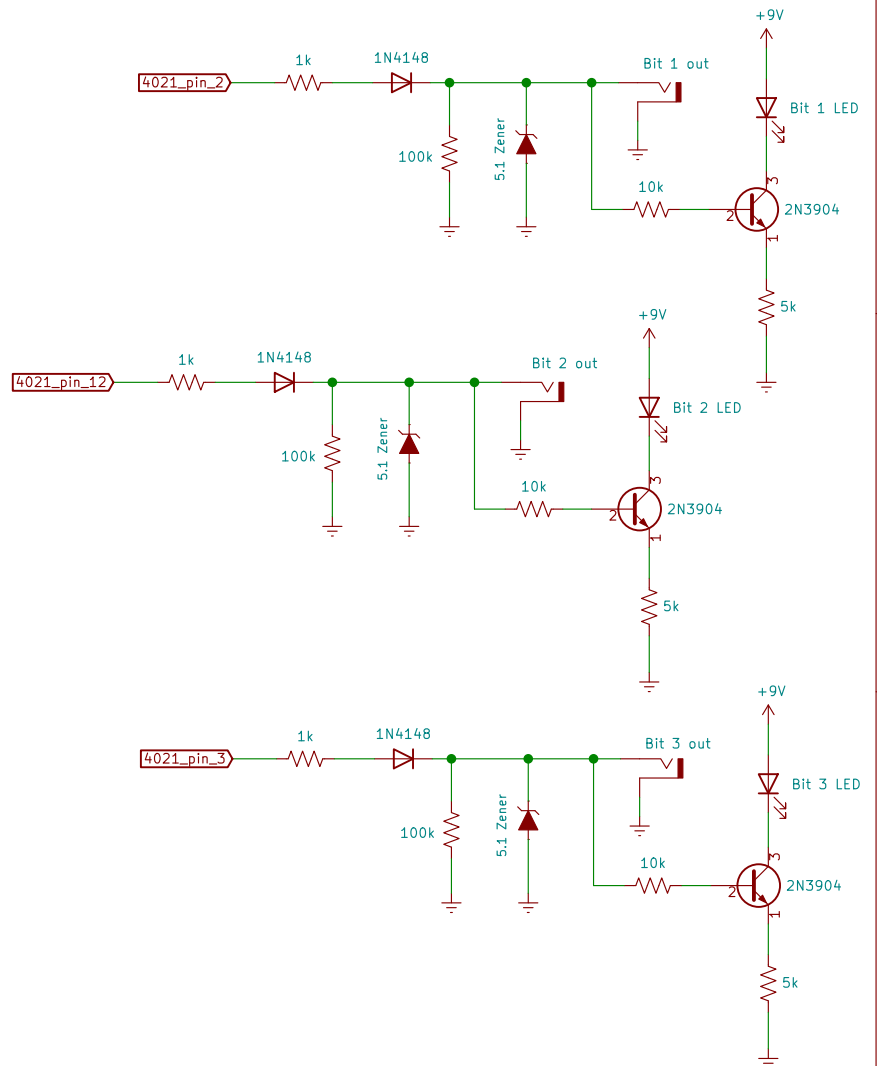 +9V
1k
1N4148
Bit 1 out
4021_pin_2
Bit 1 LED
100k
5.1 Zener
10k
3
2
2N3904
1
5k
+9V
1k
1N4148
Bit 2 out
4021_pin_12
Bit 2 LED
100k
5.1 Zener
10k
3
2
2N3904
1
5k
+9V
1k
1N4148
Bit 3 out
4021_pin_3
Bit 3 LED
100k
5.1 Zener
10k
3
2
2N3904
1
5k